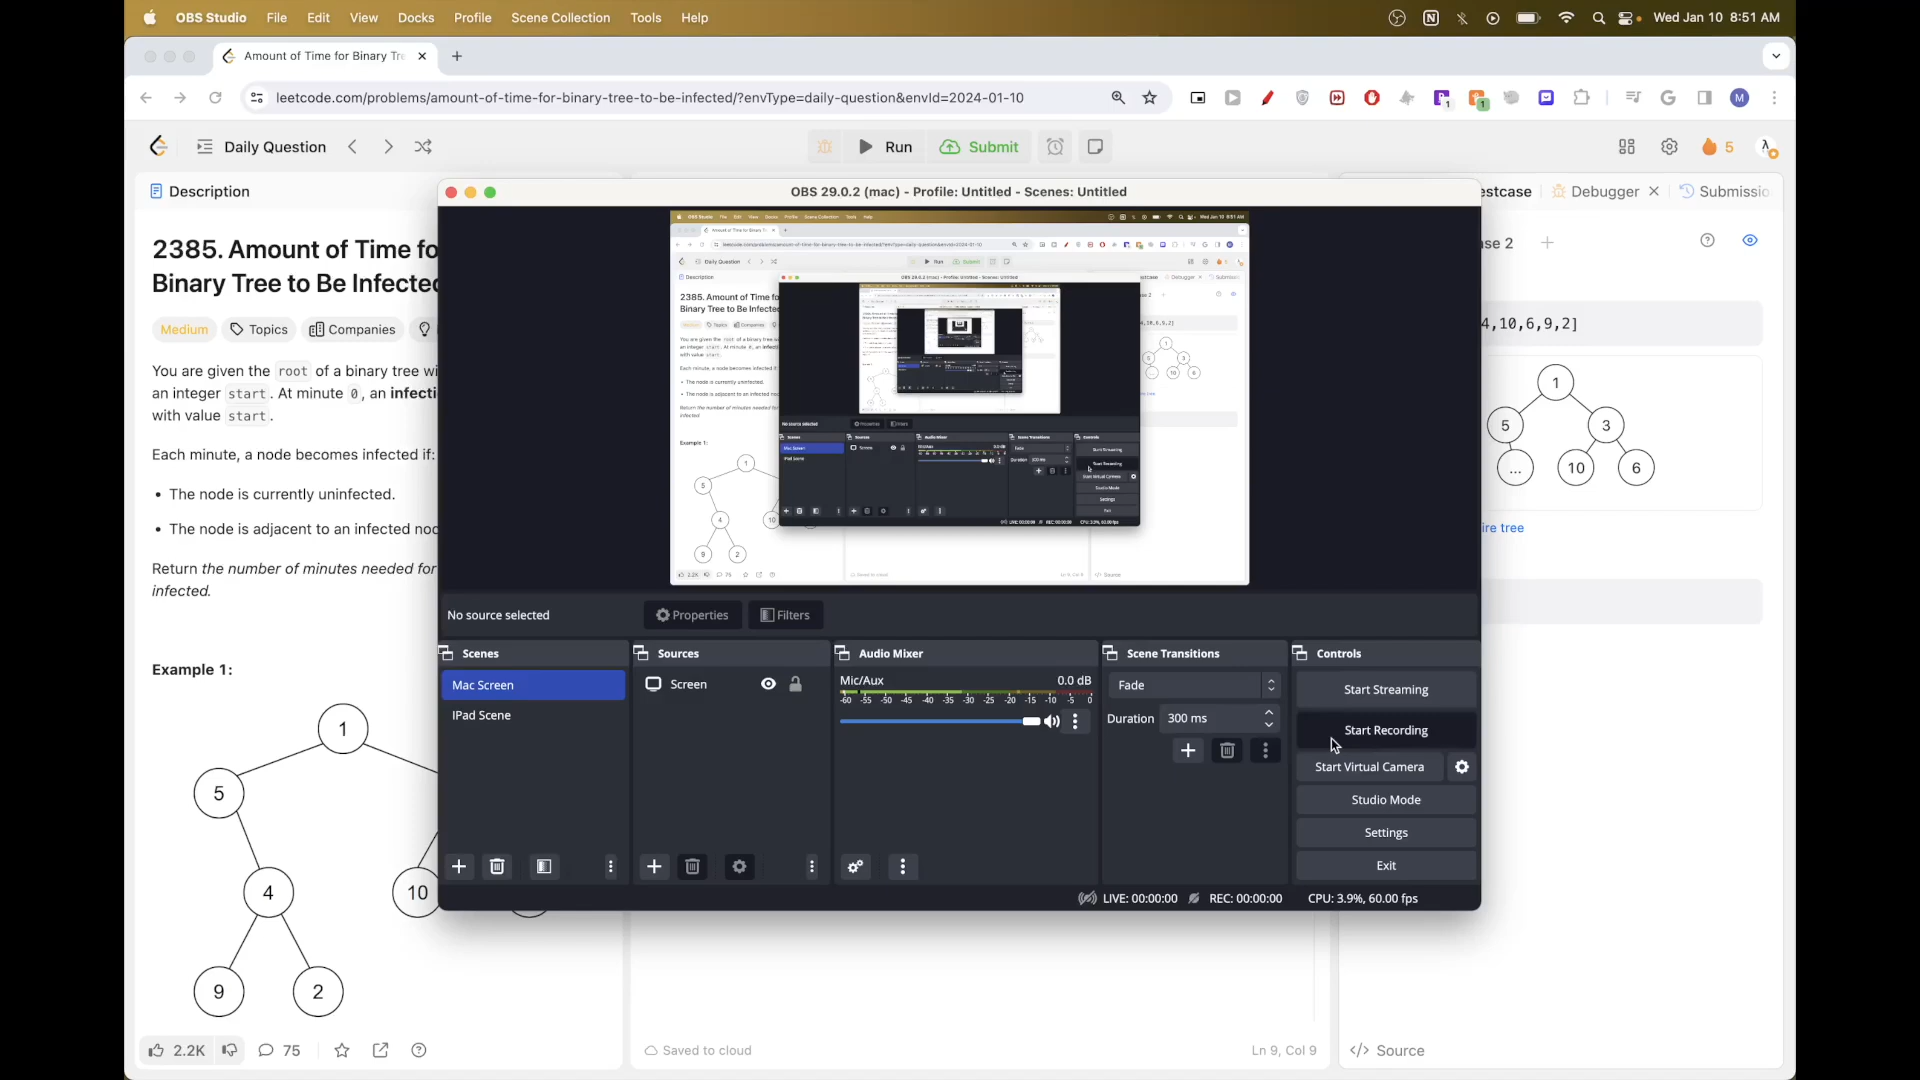 OBS Studio File Edit View Docks Profile Scene Collection Tools Help Wed Jan 10 8:51 AM
Amount of Time for Binary Tre
leetcode.com/problems/amount-of-time-for-binary-tree-to-be-infected/?envType=daily-question&envId=2024-01-10
Daily Question Run Submit 5
Description
OBS 29.0.2 (mac) - Profile: Untitled - Scenes: Untitled
estcase Debugger Submissio
2385. Amount of Time fo
Binary Tree to Be Infected
se 2
Medium Topics Companies
4,10,6,9,2]
You are given the root of a binary tree wi
an integer start. At minute 0, an infecti
with value start.
Each minute, a node becomes infected if:
• The node is currently uninfected.
• The node is adjacent to an infected noc
Return the number of minutes needed for
infected.
Example 1:
1
5
4
10
9
2
1
5
3
...
10
6
ire tree
No source selected Properties Filters
Scenes Sources Audio Mixer Scene Transitions Controls
Mac Screen
IPad Scene
Screen
Mic/Aux 0.0 dB
-60 -55 -50 -45 -40 -35 -30 -25 -20 -15 -10 -5 0
Fade
Duration 300 ms
Start Streaming
Start Recording
Start Virtual Camera
Studio Mode
Settings
Exit
LIVE: 00:00:00 REC: 00:00:00 CPU: 3.9%, 60.00 fps
2.2K 75
Saved to cloud Ln 9, Col 9
Source